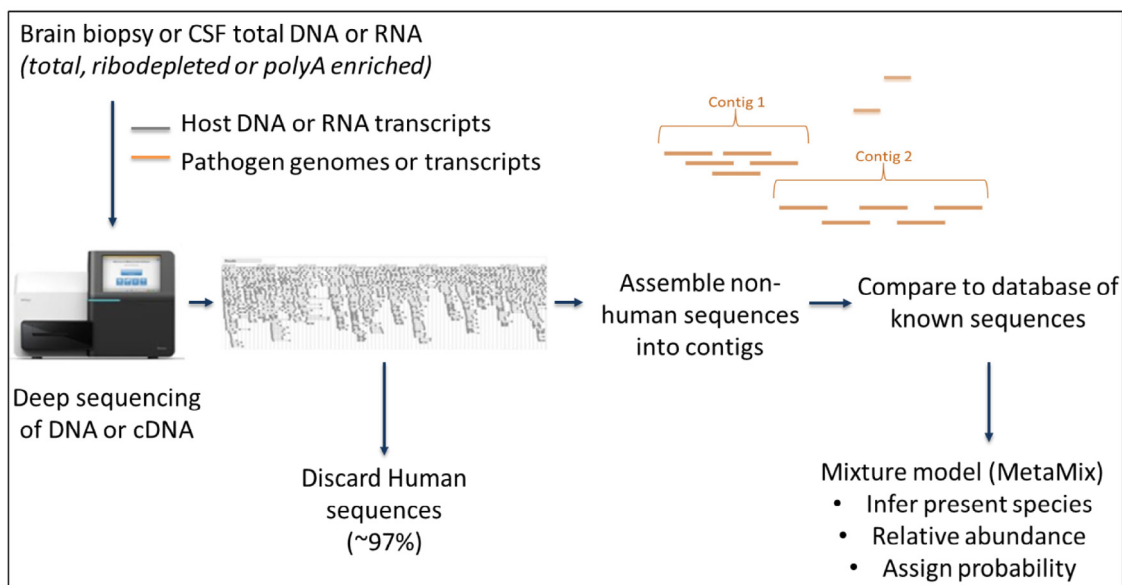 Brain biopsy or CSF total DNA or RNA
(total, ribodepleted or polyA enriched)
Host DNA or RNA transcripts
Pathogen genomes or transcripts
Contig 1
Contig 2
Deep sequencing
of DNA or cDNA
Discard Human
sequences
(~97%)
Assemble non-
human sequences
into contigs
Compare to database of
known sequences
Mixture model (MetaMix)
• Infer present species
• Relative abundance
• Assign probability